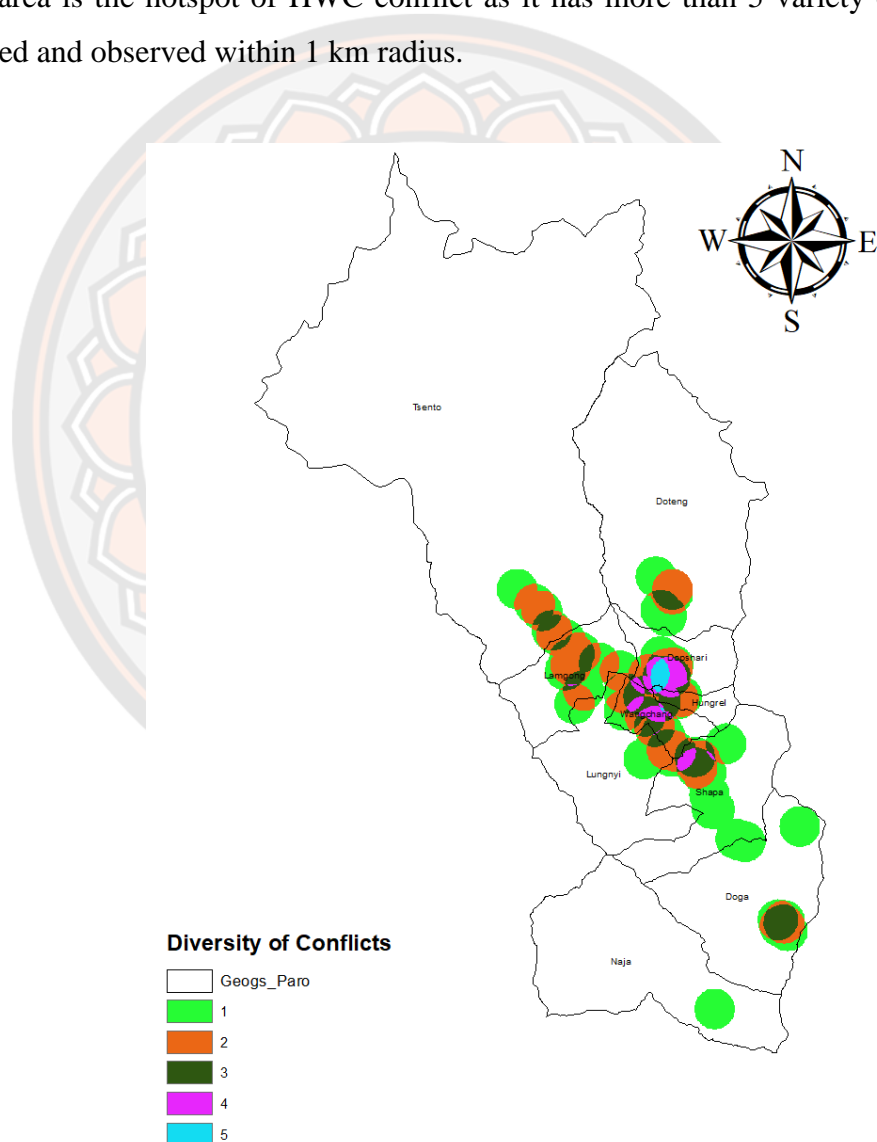 area is the hotspot of HWC conflict as it has more than 5 variety
ed and observed within 1 km radius.
N
W E
S
Tsento
Doteng
Dopshari
Lamgong
Hungrel
Wangchang
Lungnyi
Shapa
Doga
Naja
Diversity of Conflicts
Geogs_Paro
1
2
3
4
5